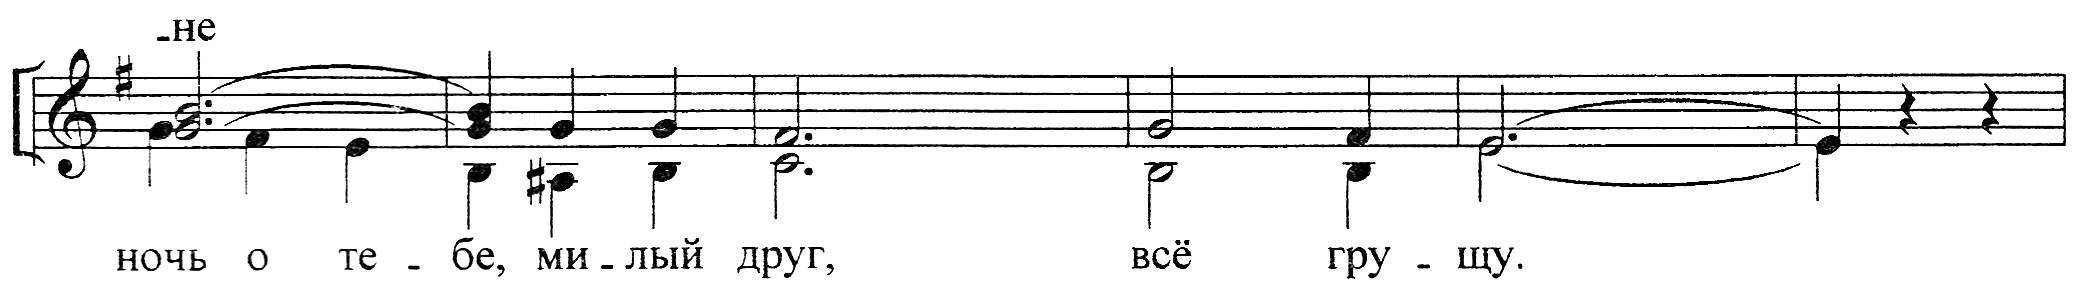 -не
ночь о те - бе, ми - лый друг, всё гру - щу.